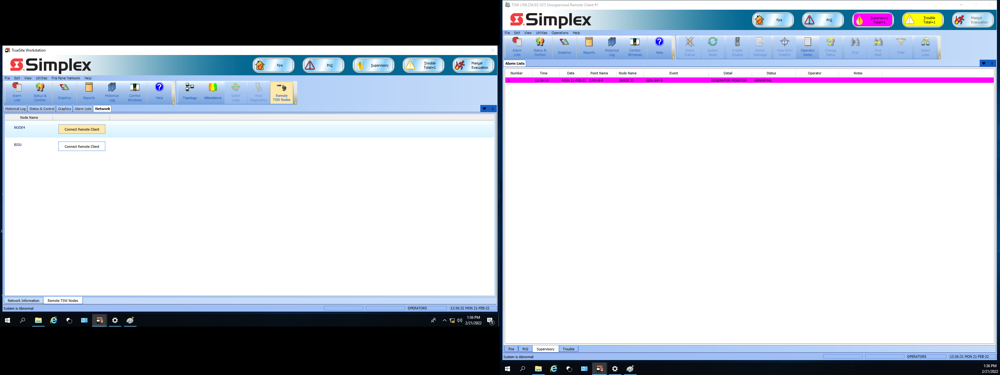 TrueSite Workstation
Simplex
Fire
Pri2
Supervisory
Trouble
Total=1
Manual
Evacuation
File Edit View Utilities Fire Panel Network Help
Alarm
Lists
Status &
Control
Graphics
Reports
Historical
Log
Control
Windows
Help
Topology
Attendance
Select
Loop
Host
Diagnostics
Remote
TSW Nodes
Historical Log Status & Control Graphics Alarm Lists Network X
Node Name
NODE4 Connect Remote Client
BSIU Connect Remote Client
Network Information Remote TSW Nodes
System is Abnormal OPERATOR5 13:36:32 MON 21-FEB-22
1:36 PM
2/21/2022
1
TSW (169.254.93.187) Unsupervised Remote Client #1
Simplex
Fire
Pri2
Supervisory
Total=1
Trouble
Total=1
Manual
Evacuation
File Edit View Utilities Operations Help
Alarm
Lists
Status &
Control
Graphics
Reports
Historical
Log
Control
Windows
Help
Alarm
Silence
System
Reset
Enable
Disable
Action
Message
View Point
Graphic
Operator
Notes
Change
Status
Find
Find
Next
Filter
Select
Loop
Alarm Lists X
Number Time Date Point Name Node Name Event Detail Status Operator Notes
1 13:36:19 MON 21-FEB-22 2:M1-8-0 (NODE 2) GEN IAM 8 GENERATOR MONITOR ABNORMAL
Fire Pri2 Supervisory Trouble
System is Abnormal OPERATOR5 13:36:31 MON 21-FEB-22
1:36 PM
2/21/2022